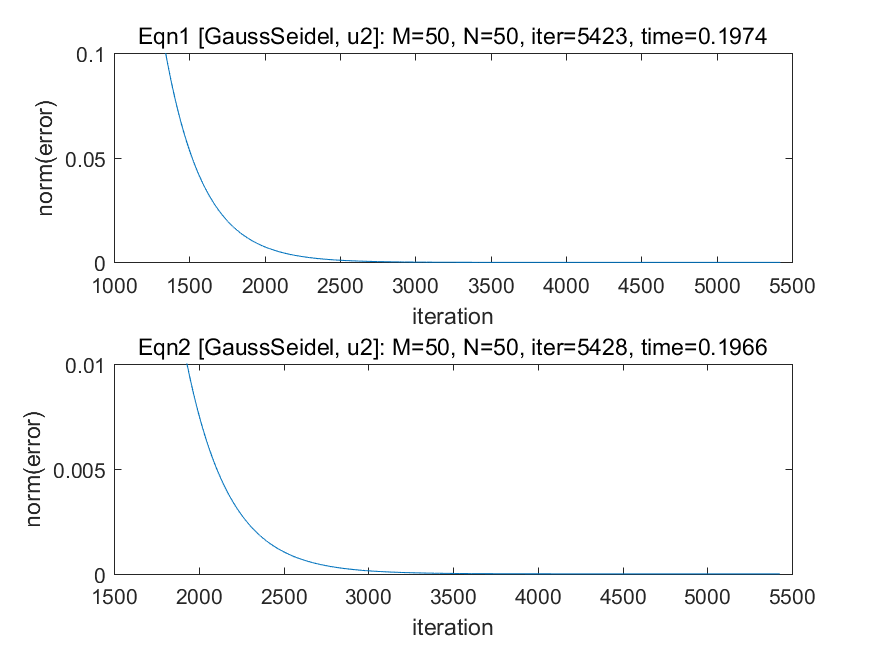 Eqn1 [GaussSeidel, u2]: M=50, N=50, iter=5423, time=0.1974
0.1
0.05
0
norm(error)
1000 1500 2000 2500 3000 3500 4000 4500 5000 5500
iteration
Eqn2 [GaussSeidel, u2]: M=50, N=50, iter=5428, time=0.1966
0.01
0.005
0
norm(error)
1500 2000 2500 3000 3500 4000 4500 5000 5500
iteration